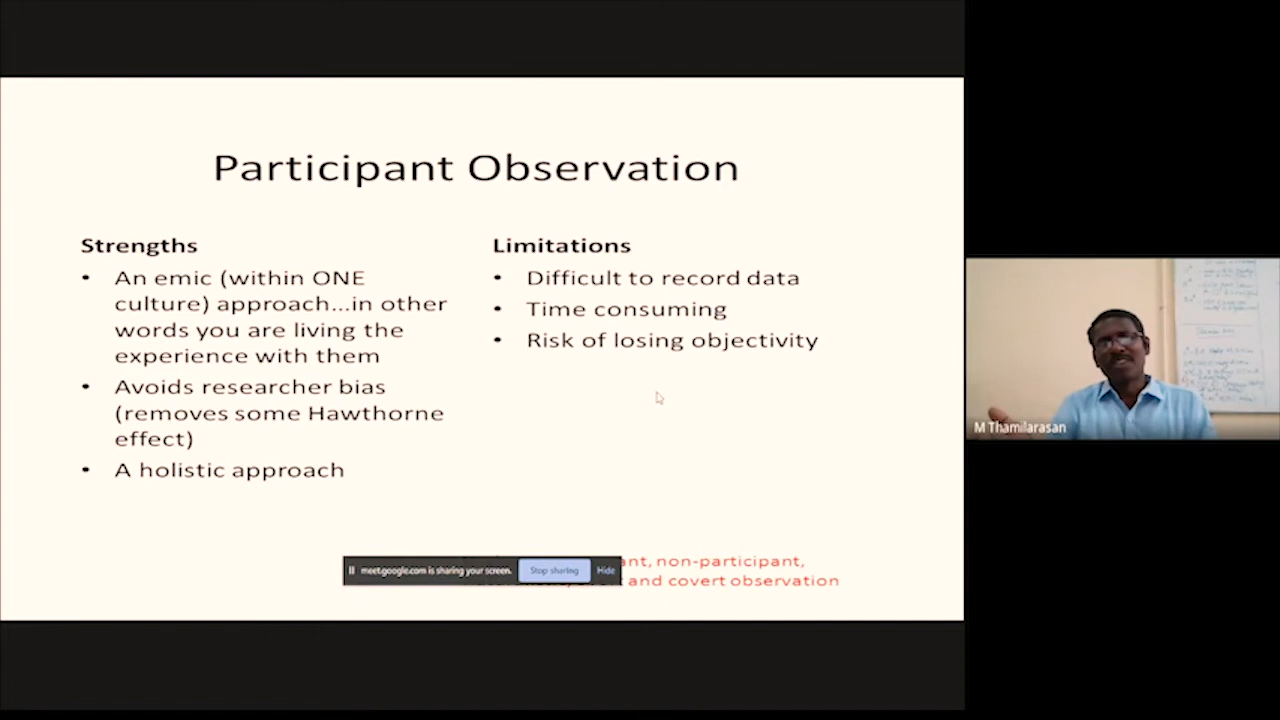 Participant Observation
Strengths
• An emic (within ONE
culture) approach...in other
words you are living the
experience with them
• Avoids researcher bias
(removes some Hawthorne
effect)
• A holistic approach
Limitations
• Difficult to record data
• Time consuming
• Risk of losing objectivity
non-participant,
and covert observation
meet.google.com is sharing your screen.
Stop sharing
Hide
M Thamilarasan